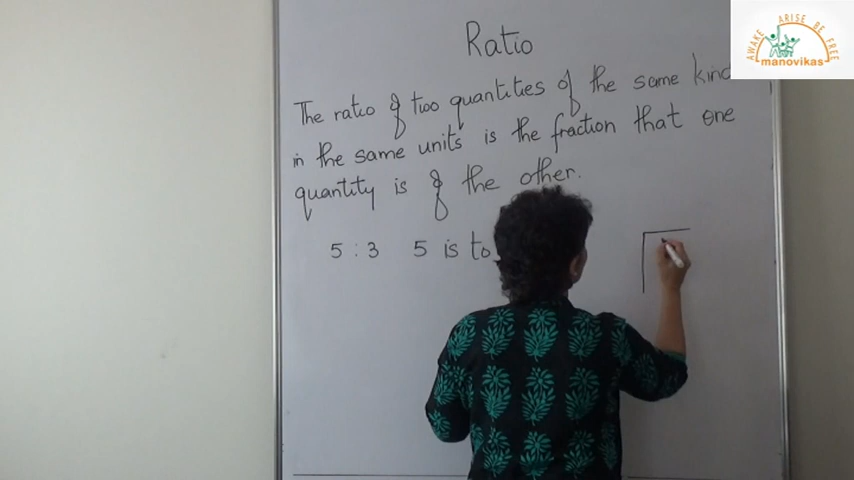 Ratio
The ratio of two quantities of the same kind
in the same units is the fraction that one
quantity is of the other.
5 : 3 5 is to
AWAKE ARISE BE FREE
manovikas